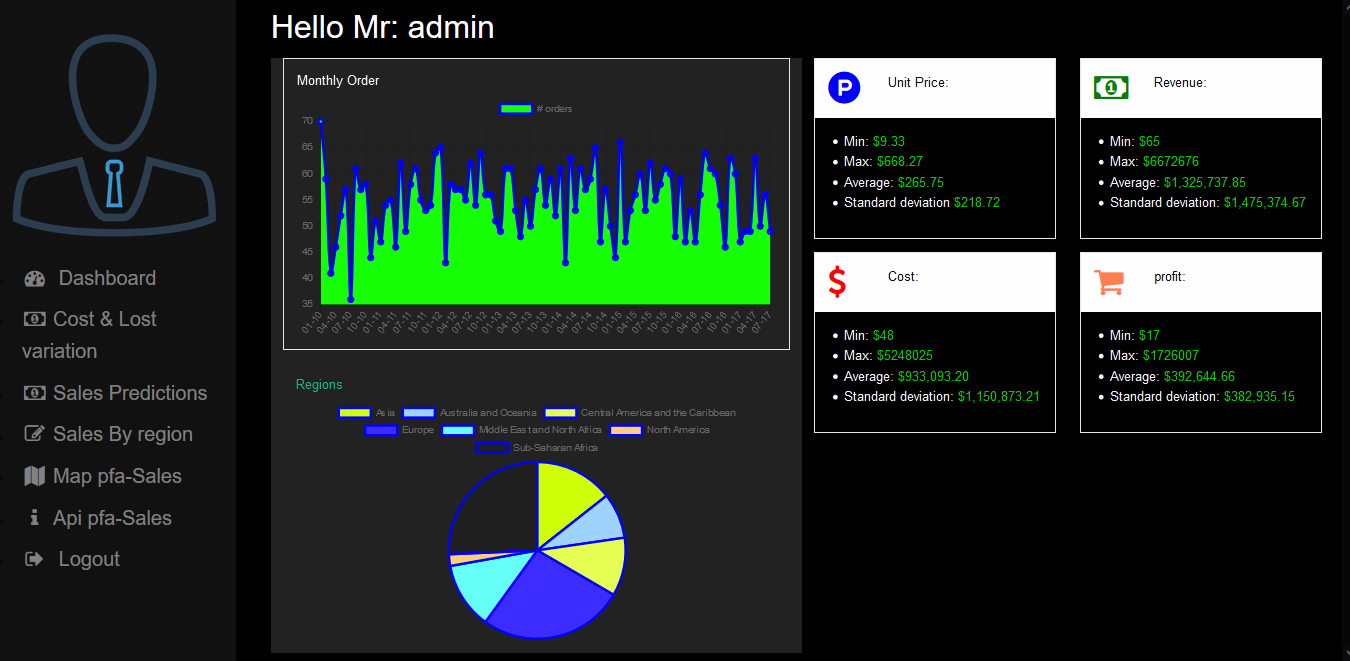 Hello Mr: admin
Dashboard
Cost & Lost
variation
Sales Predictions
Sales By region
Map pfa-Sales
Api pfa-Sales
Logout
Monthly Order
# orders
70
65
60
55
50
45
40
35
01-10 04-10 07-10 10-10 01-11 04-11 07-11 10-11 01-12 04-12 07-12 10-12 01-13 04-13 07-13 10-13 01-14 04-14 07-14 10-14 01-15 04-15 07-15 10-15 01-16 04-16 07-16 10-16 01-17 04-17 07-17
Regions
Asia Australia and Oceania Central America and the Caribbean
Europe Middle East and North Africa North America
Sub-Saharan Africa
P Unit Price:
Min: $9.33
Max: $668.27
Average: $265.75
Standard deviation $218.72
1 Revenue:
Min: $65
Max: $6672676
Average: $1,325,737.85
Standard deviation: $1,475,374.67
$ Cost:
Min: $48
Max: $5248025
Average: $933,093.20
Standard deviation: $1,150,873.21
profit:
Min: $17
Max: $1726007
Average: $392,644.66
Standard deviation: $382,935.15